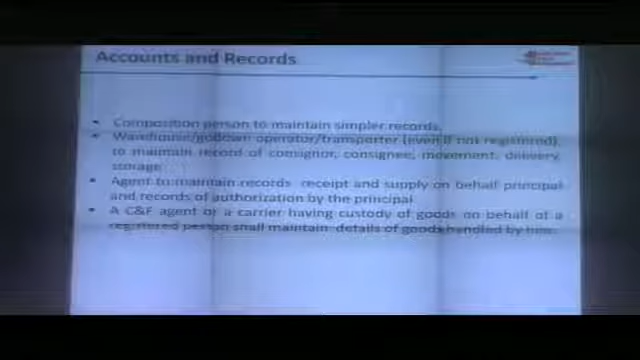 Accounts and Records
• Composition person to maintain simpler records.
• Warehouse/godown operator/transporter (even if not registered)
to maintain record of consignor, consignee, movement, delivery
storage
• Agent to maintain records receipt and supply on behalf principal
and records of authorization by the principal
• A C&F agent or a carrier having custody of goods on behalf of a
registered person shall maintain details of goods handled by him.